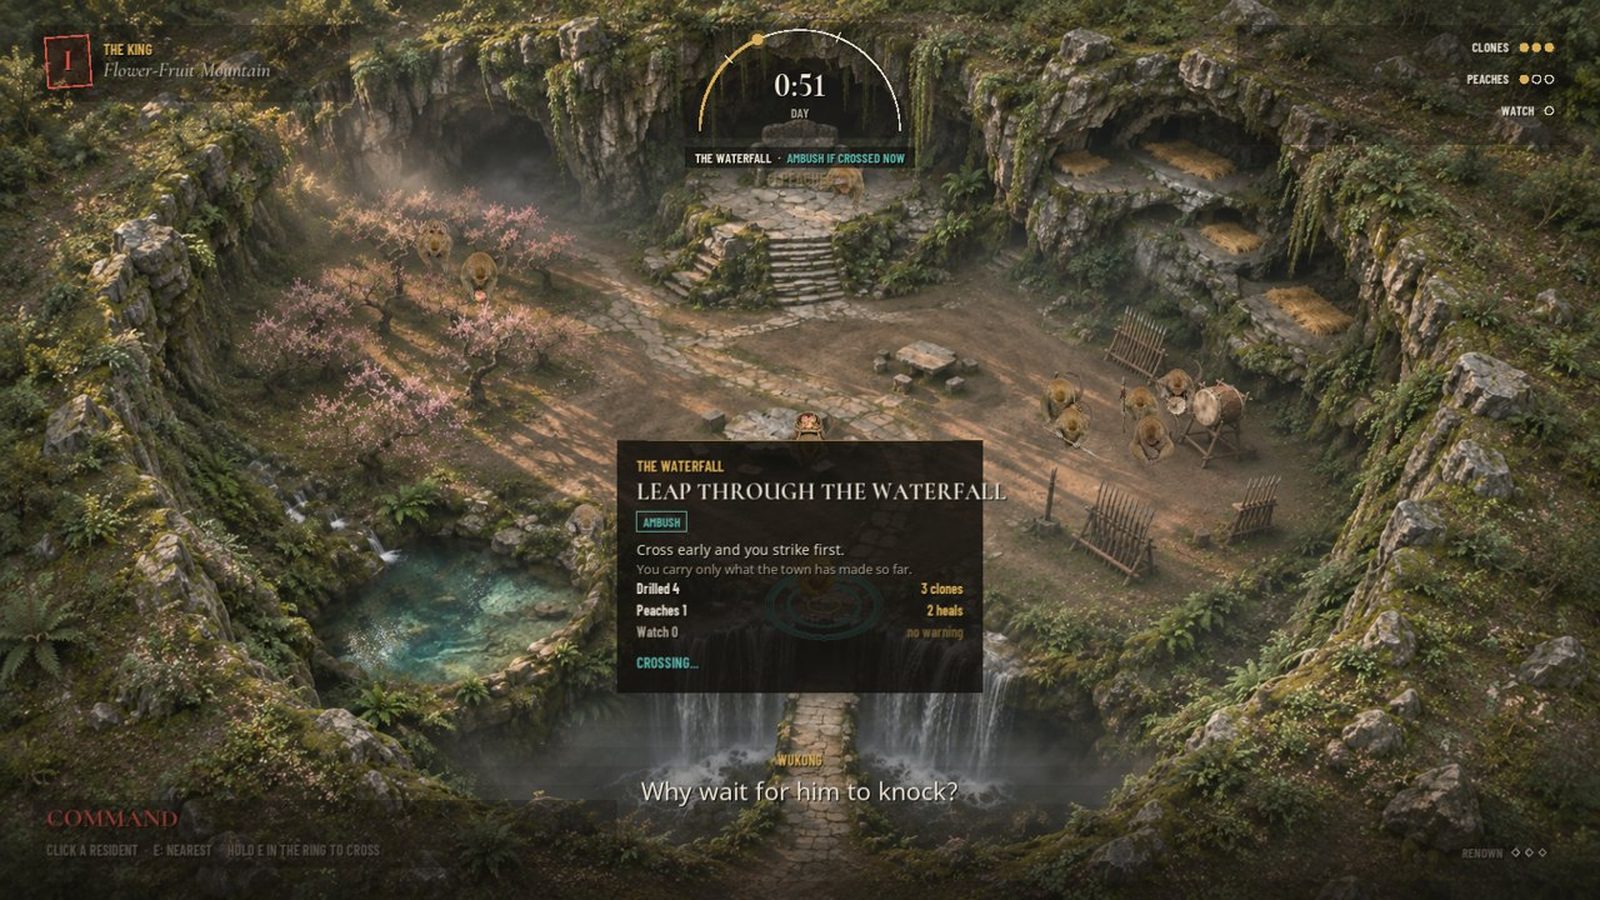 I
THE KING
Flower-Fruit Mountain
0:51
DAY
THE WATERFALL · AMBUSH IF CROSSED NOW
CLONES
PEACHES
WATCH
THE WATERFALL
LEAP THROUGH THE WATERFALL
AMBUSH
Cross early and you strike first.
You carry only what the town has made so far.
Drilled 4 3 clones
Peaches 1 2 heals
Watch 0 no warning
CROSSING...
WUKONG
Why wait for him to knock?
COMMAND
CLICK A RESIDENT · E: NEAREST HOLD E IN THE RING TO CROSS
RENOWN